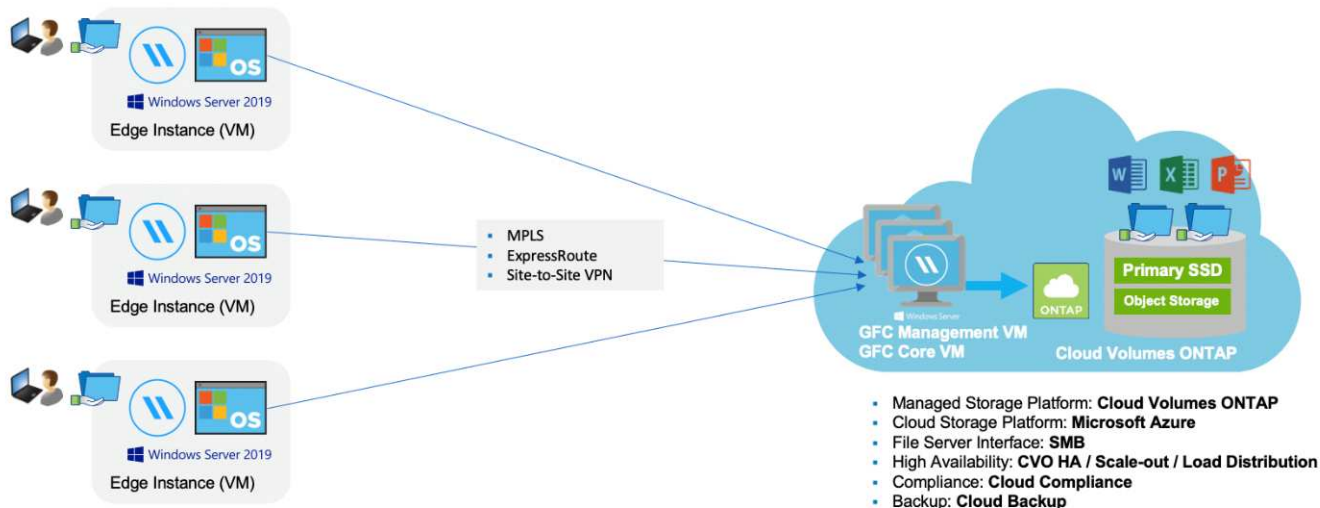 OS
Windows Server 2019
Edge Instance (VM)
OS
Windows Server 2019
Edge Instance (VM)
OS
Windows Server 2019
Edge Instance (VM)
▪ MPLS
▪ ExpressRoute
▪ Site-to-Site VPN
W
X
P
Primary SSD
Object Storage
ONTAP
Windows Server
GFC Management VM
GFC Core VM
Cloud Volumes ONTAP
▪ Managed Storage Platform: Cloud Volumes ONTAP
▪ Cloud Storage Platform: Microsoft Azure
▪ File Server Interface: SMB
▪ High Availability: CVO HA / Scale-out / Load Distribution
▪ Compliance: Cloud Compliance
▪ Backup: Cloud Backup